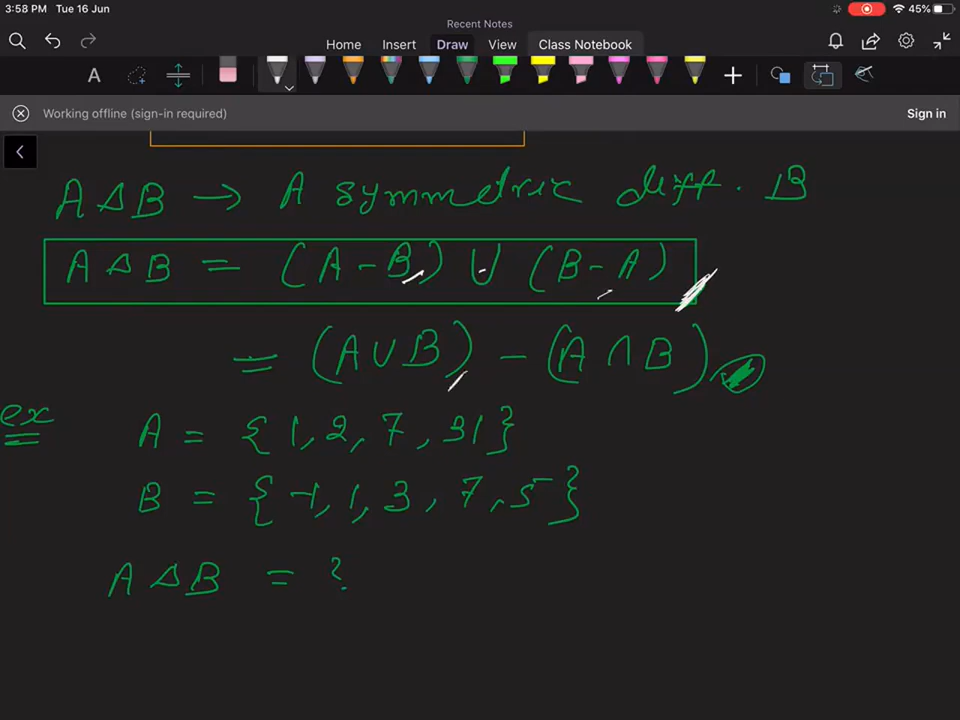 3:58 PM Tue 16 Jun 45%
Recent Notes
Home Insert Draw View Class Notebook
A
Working offline (sign-in required) Sign in
A Δ B → A symmetric diff. B
A Δ B = (A - B) ∪ (B - A)
= (A ∪ B) - (A ∩ B)
ex A = {1, 2, 7, 31}
B = {-1, 1, 3, 7, 5}
A Δ B = ?